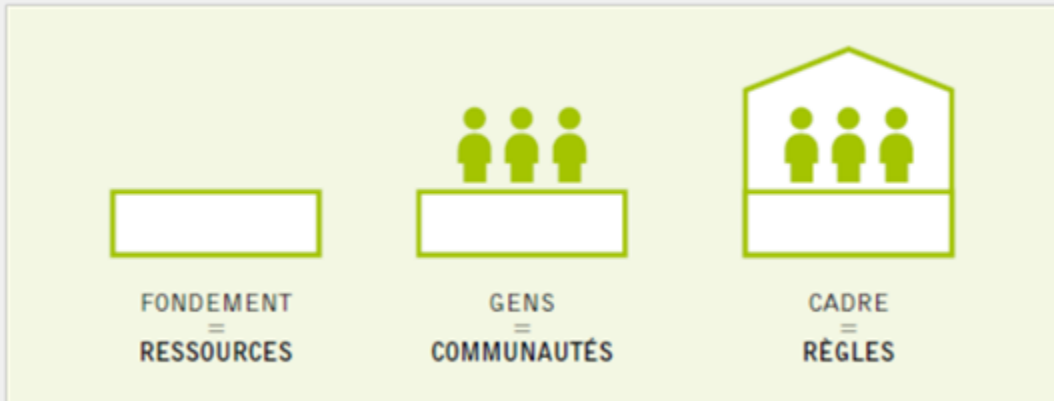 FONDEMENT
=
RESSOURCES
GENS
=
COMMUNAUTÉS
CADRE
=
RÈGLES